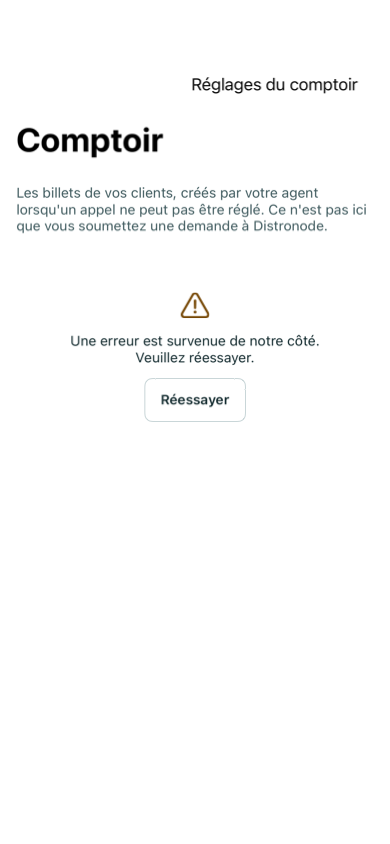 Réglages du comptoir
Comptoir
Les billets de vos clients, créés par votre agent
lorsqu'un appel ne peut pas être réglé. Ce n'est pas ici
que vous soumettez une demande à Distronode.
Une erreur est survenue de notre côté.
Veuillez réessayer.
Réessayer